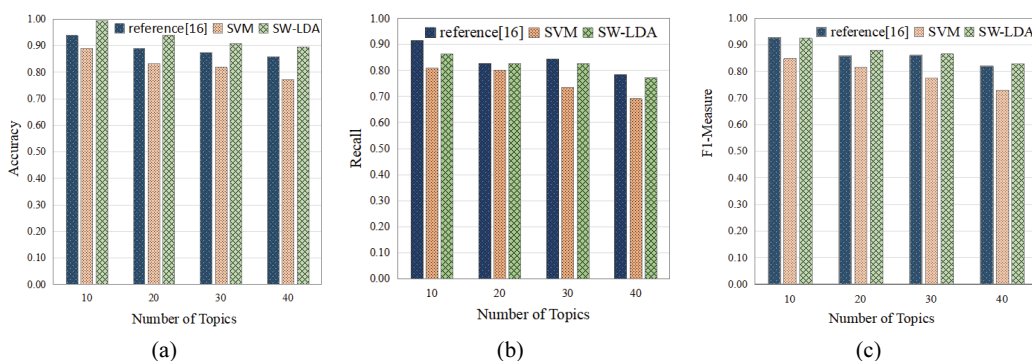 reference[16] SVM SW-LDA
1.00
0.90
0.80
0.70
0.60
0.50
0.40
0.30
0.20
0.10
0.00
Accuracy
10 20 30 40
Number of Topics
(a)
reference[16] SVM SW-LDA
1.00
0.90
0.80
0.70
0.60
0.50
0.40
0.30
0.20
0.10
0.00
Recall
10 20 30 40
Number of Topics
(b)
reference[16] SVM SW-LDA
1.00
0.90
0.80
0.70
0.60
0.50
0.40
0.30
0.20
0.10
0.00
F1-Measure
10 20 30 40
Number of Topics
(c)